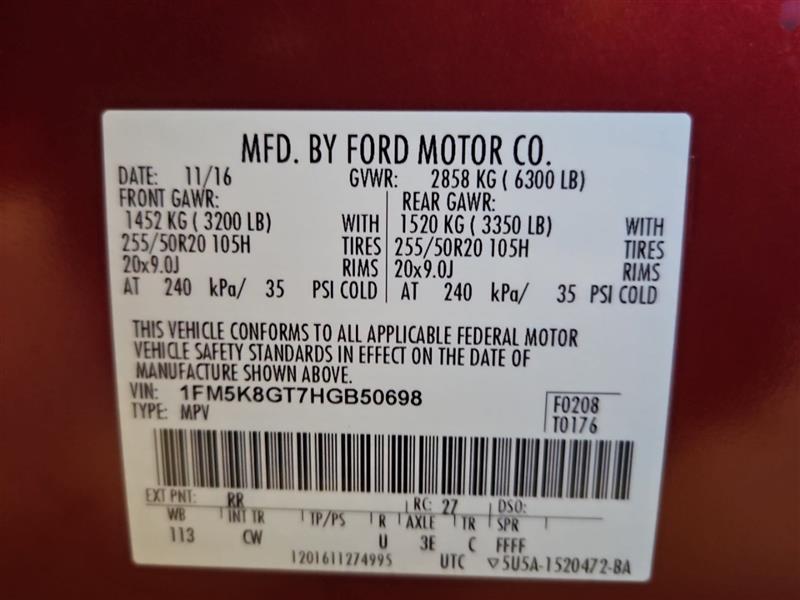 MFD. BY FORD MOTOR CO.
DATE: 11/16 GVWR: 2858 KG ( 6300 LB)
FRONT GAWR: REAR GAWR:
1452 KG ( 3200 LB) WITH 1520 KG ( 3350 LB) WITH
255/50R20 105H TIRES 255/50R20 105H TIRES
20x9.0J RIMS 20x9.0J RIMS
AT 240 kPa/ 35 PSI COLD AT 240 kPa/ 35 PSI COLD
THIS VEHICLE CONFORMS TO ALL APPLICABLE FEDERAL MOTOR
VEHICLE SAFETY STANDARDS IN EFFECT ON THE DATE OF
MANUFACTURE SHOWN ABOVE.
VIN: 1FM5K8GT7HGB50698
TYPE: MPV
F0208
T0176
EXT PNT: RR RC: 27 DSO:
WB INT TR TP/PS R AXLE TR SPR
113 CW U 3E C FFFF
1201611274995 UTC ▽5U5A-1520472-BA